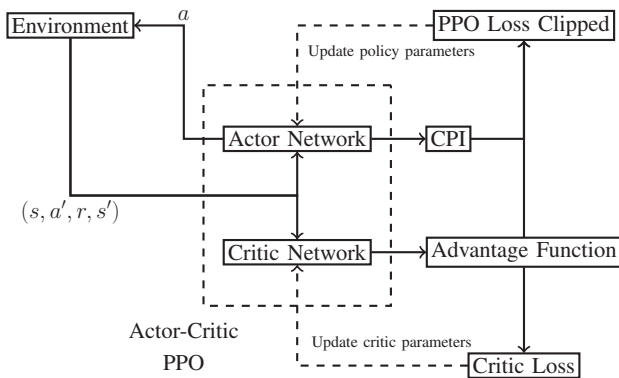 Environment
a
PPO Loss Clipped
Update policy parameters
Actor Network
CPI
(s, a′, r, s′)
Critic Network
Advantage Function
Actor-Critic
PPO
Update critic parameters
Critic Loss